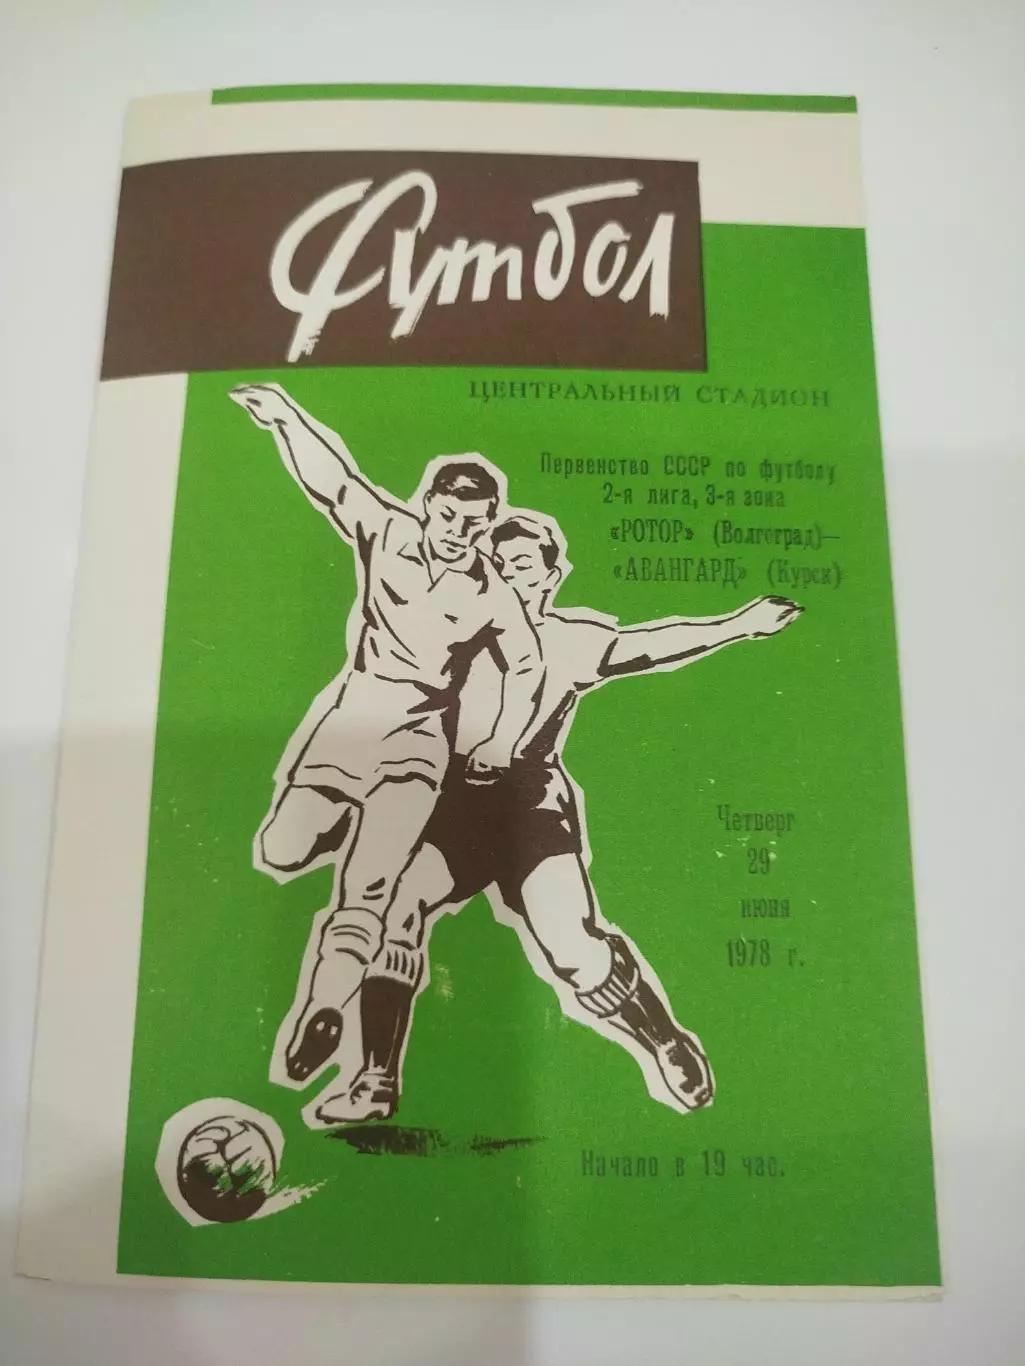 Футбол
ЦЕНТРАЛЬНЫЙ СТАДИОН
Первенство СССР по футболу
2-я лига, 3-я зона
«РОТОР» (Волгоград)—
«АВАНГАРД» (Курск)
Четверг
29
июня
1978 г.
Начало в 19 час.